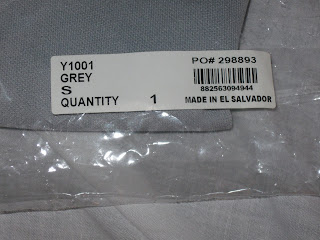 Y1001 PO# 298893
GREY
S 882563094944
QUANTITY 1 MADE IN EL SALVADOR